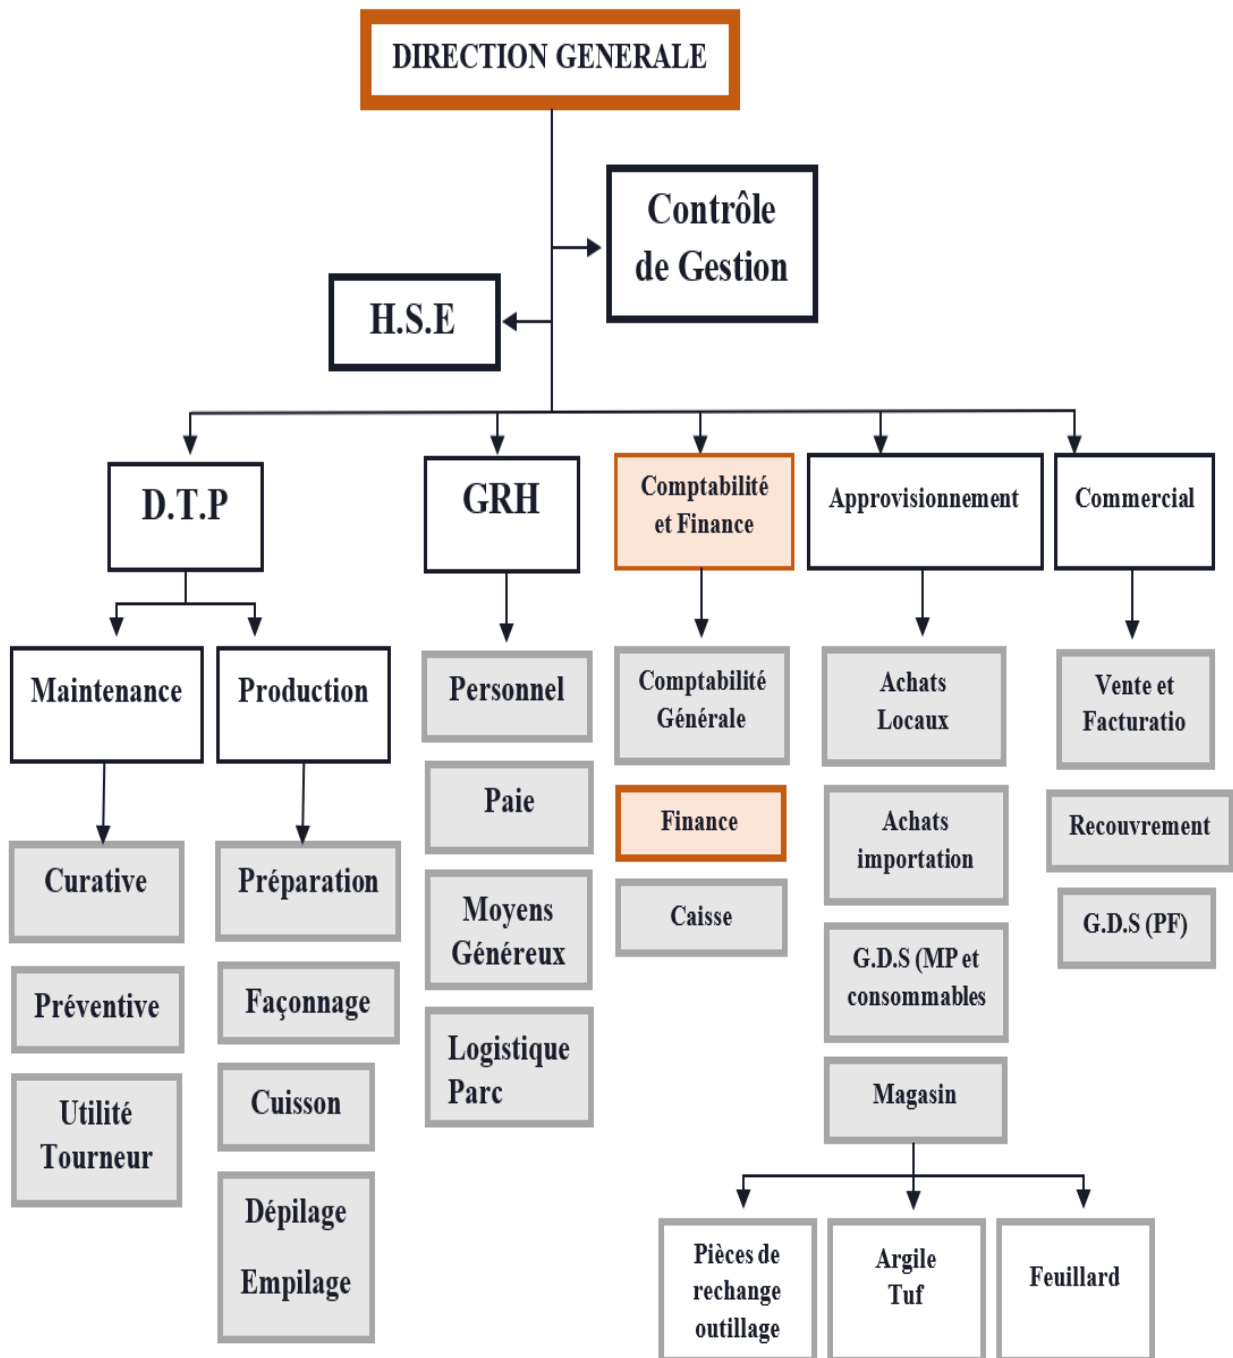 DIRECTION GENERALE
Contrôle
de Gestion
H.S.E
D.T.P
GRH
Comptabilité
et Finance
Approvisionnement
Commercial
Maintenance
Production
Personnel
Comptabilité
Générale
Achats
Locaux
Vente et
Facturatio
Paie
Finance
Achats
importation
Recouvrement
Curative
Préparation
Moyens
Généreux
Caisse
G.D.S (PF)
G.D.S (MP et
consommables
Préventive
Façonnage
Logistique
Parc
Magasin
Utilité
Tourneur
Cuisson
Dépilage
Empilage
Pièces de
rechange
outillage
Argile
Tuf
Feuillard